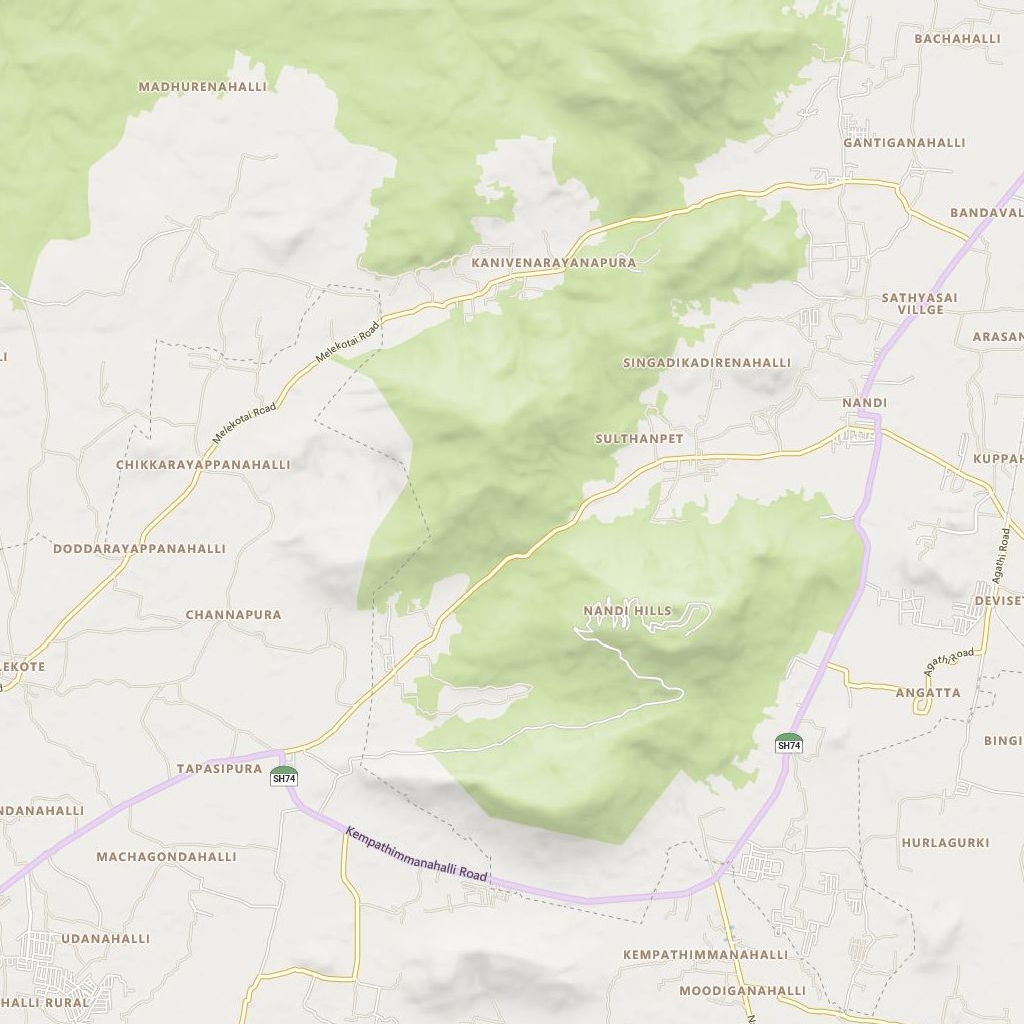 BACHAHALLI
MADHURENAHALLI
GANTIGANAHALLI
BANDAVAL
KANIVENARAYANAPURA
SATHYASAI
VILLGE
Melekotai Road
ARASAN
LI
SINGADIKADIRENAHALLI
NANDI
Melekotai Road
SULTHANPET
CHIKKARAYAPPANAHALLI
KUPPAH
DODDARAYAPPANAHALLI
Agathi Road
NANDI HILLS
CHANNAPURA
DEVISET
LEKOTE
Agathi Road
ANGATTA
SH74
BINGI
TAPASIPURA
SH74
NDANAHALLI
Kempathimmanahalli Road
HURLAGURKI
MACHAGONDAHALLI
UDANAHALLI
KEMPATHIMMANAHALLI
MOODIGANAHALLI
HALLI RURAL